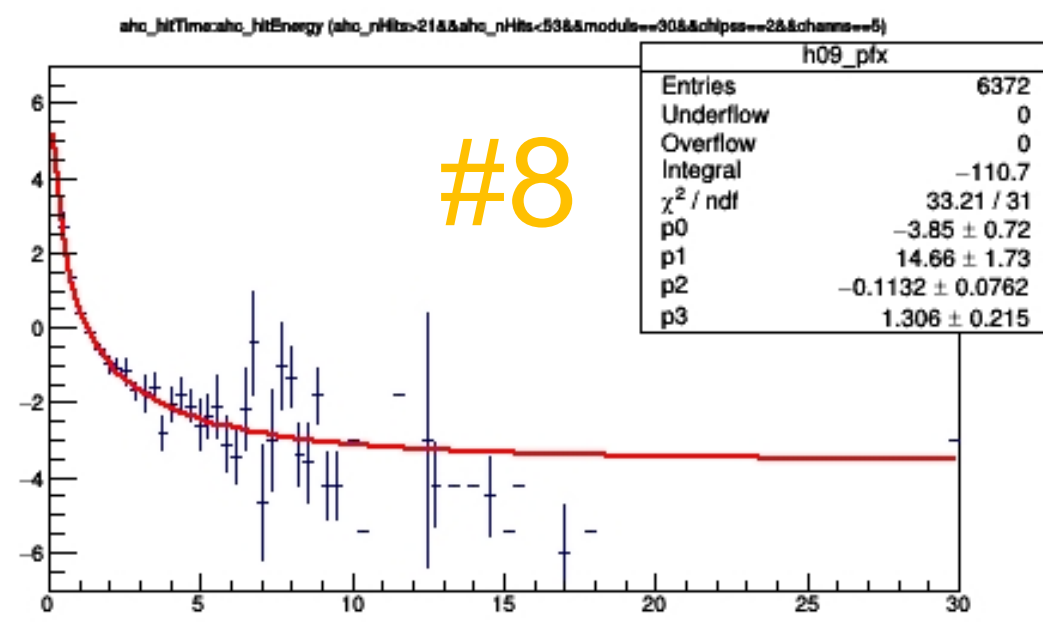 ahc_hitTime:ahc_hitEnergy (ahc_nHits>21&&ahc_nHits<53&&moduls==30&&chipss==2&&channs==5)
h09_pfx
Entries 6372
Underflow 0
Overflow 0
Integral −110.7
χ² / ndf 33.21 / 31
p0 −3.85 ± 0.72
p1 14.66 ± 1.73
p2 −0.1132 ± 0.0762
p3 1.306 ± 0.215
#8
6
4
2
0
−2
−4
−6
0 5 10 15 20 25 30